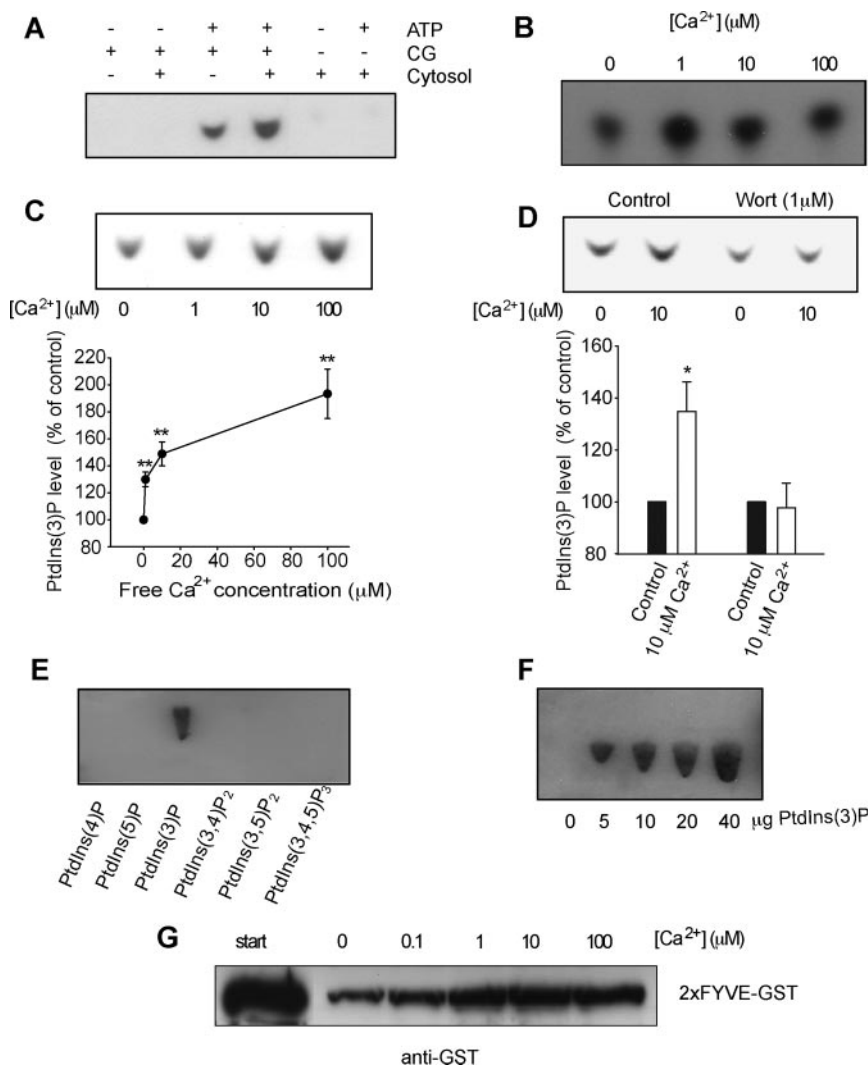 A
- - + + - + ATP
+ + + + - - CG
- + - + + + Cytosol
B
[Ca²⁺] (µM)
0 1 10 100
C
[Ca²⁺] (µM) 0 1 10 100
PtdIns(3)P level (% of control)
220
200
180
160
140
120
100
80
** ** **
0 20 40 60 80 100
Free Ca²⁺ concentration (µM)
D
Control Wort (1µM)
[Ca²⁺] (µM) 0 10 0 10
PtdIns(3)P level (% of control)
160
140
120
100
80
*
Control
10 µM Ca²⁺
Control
10 µM Ca²⁺
E
PtdIns(4)P
PtdIns(5)P
PtdIns(3)P
PtdIns(3,4)P₂
PtdIns(3,5)P₂
PtdIns(3,4,5)P₃
F
0 5 10 20 40 µg PtdIns(3)P
G
start 0 0.1 1 10 100 [Ca²⁺] (µM)
2xFYVE-GST
anti-GST